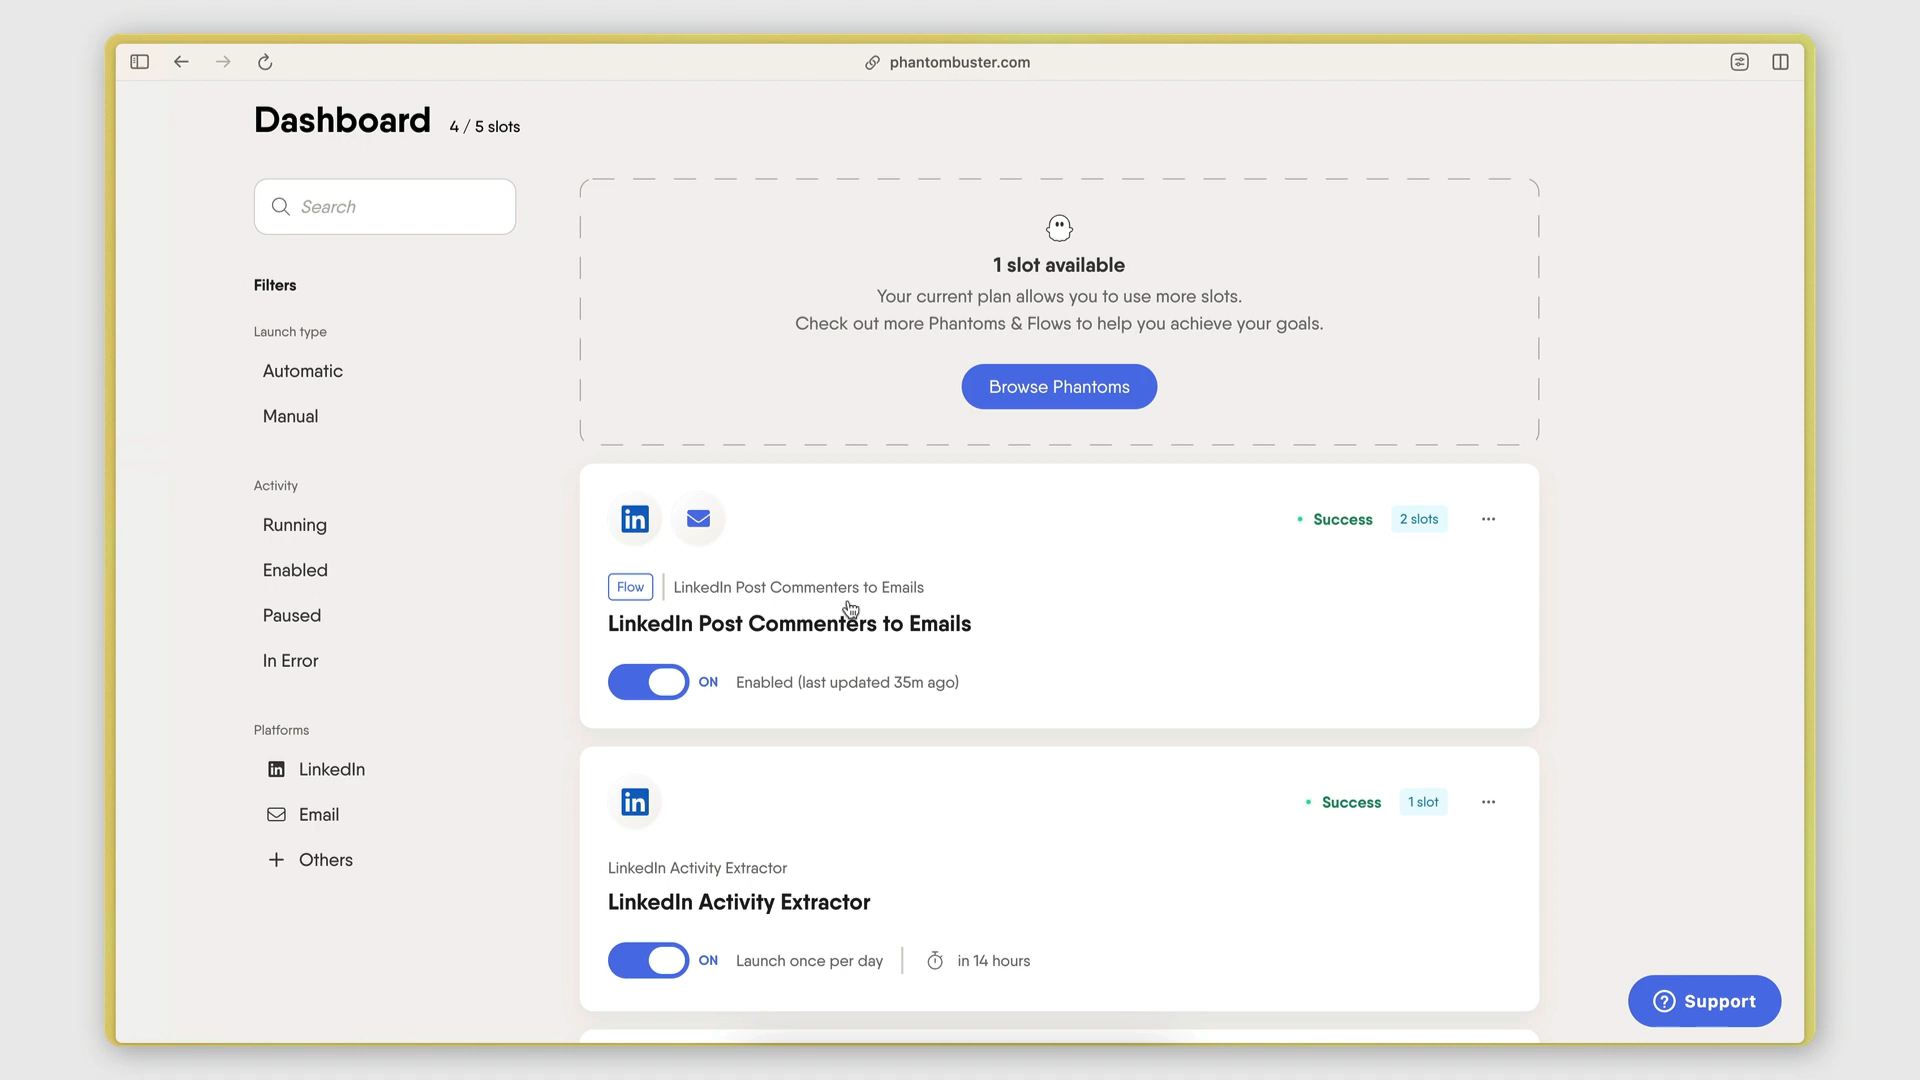 phantombuster.com
Dashboard 4 / 5 slots
Search
Filters
Launch type
Automatic
Manual
Activity
Running
Enabled
Paused
In Error
Platforms
LinkedIn
Email
Others
1 slot available
Your current plan allows you to use more slots.
Check out more Phantoms & Flows to help you achieve your goals.
Browse Phantoms
Success 2 slots
Flow LinkedIn Post Commenters to Emails
LinkedIn Post Commenters to Emails
ON Enabled (last updated 35m ago)
Success 1 slot
LinkedIn Activity Extractor
LinkedIn Activity Extractor
ON Launch once per day in 14 hours
Support